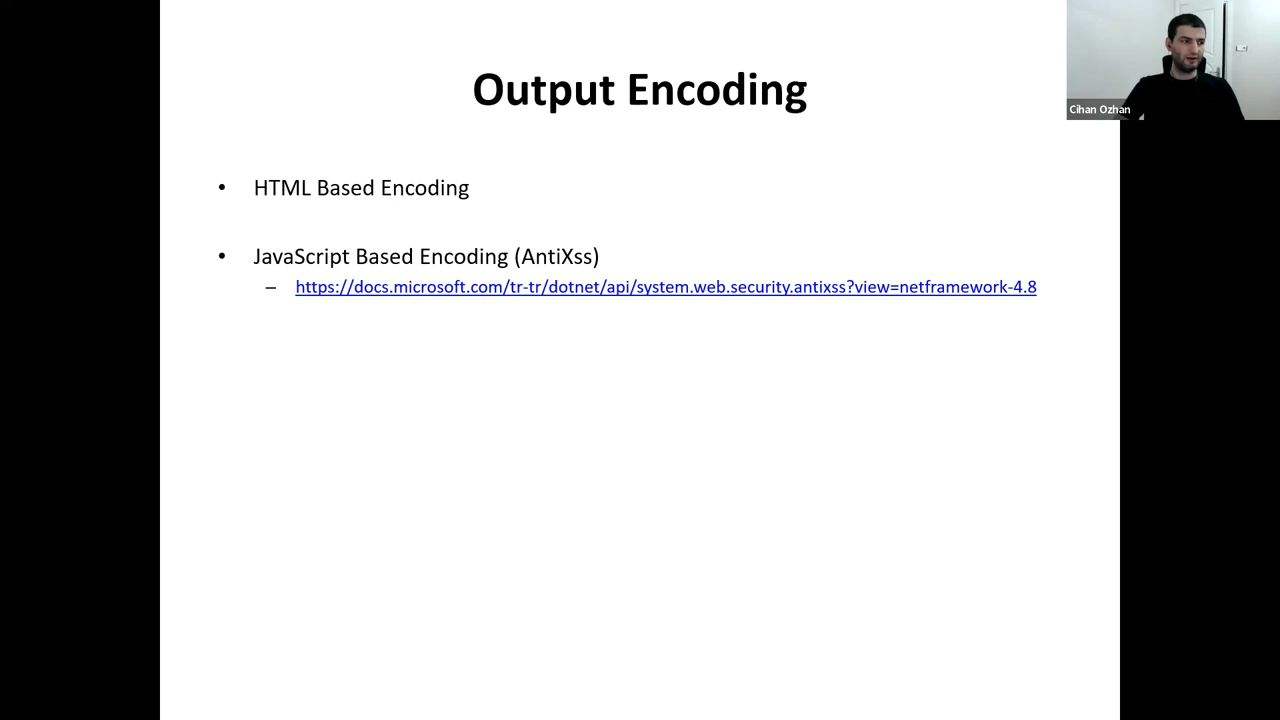 Output Encoding
• HTML Based Encoding
• JavaScript Based Encoding (AntiXss)
– https://docs.microsoft.com/tr-tr/dotnet/api/system.web.security.antixss?view=netframework-4.8
Cihan Ozhan